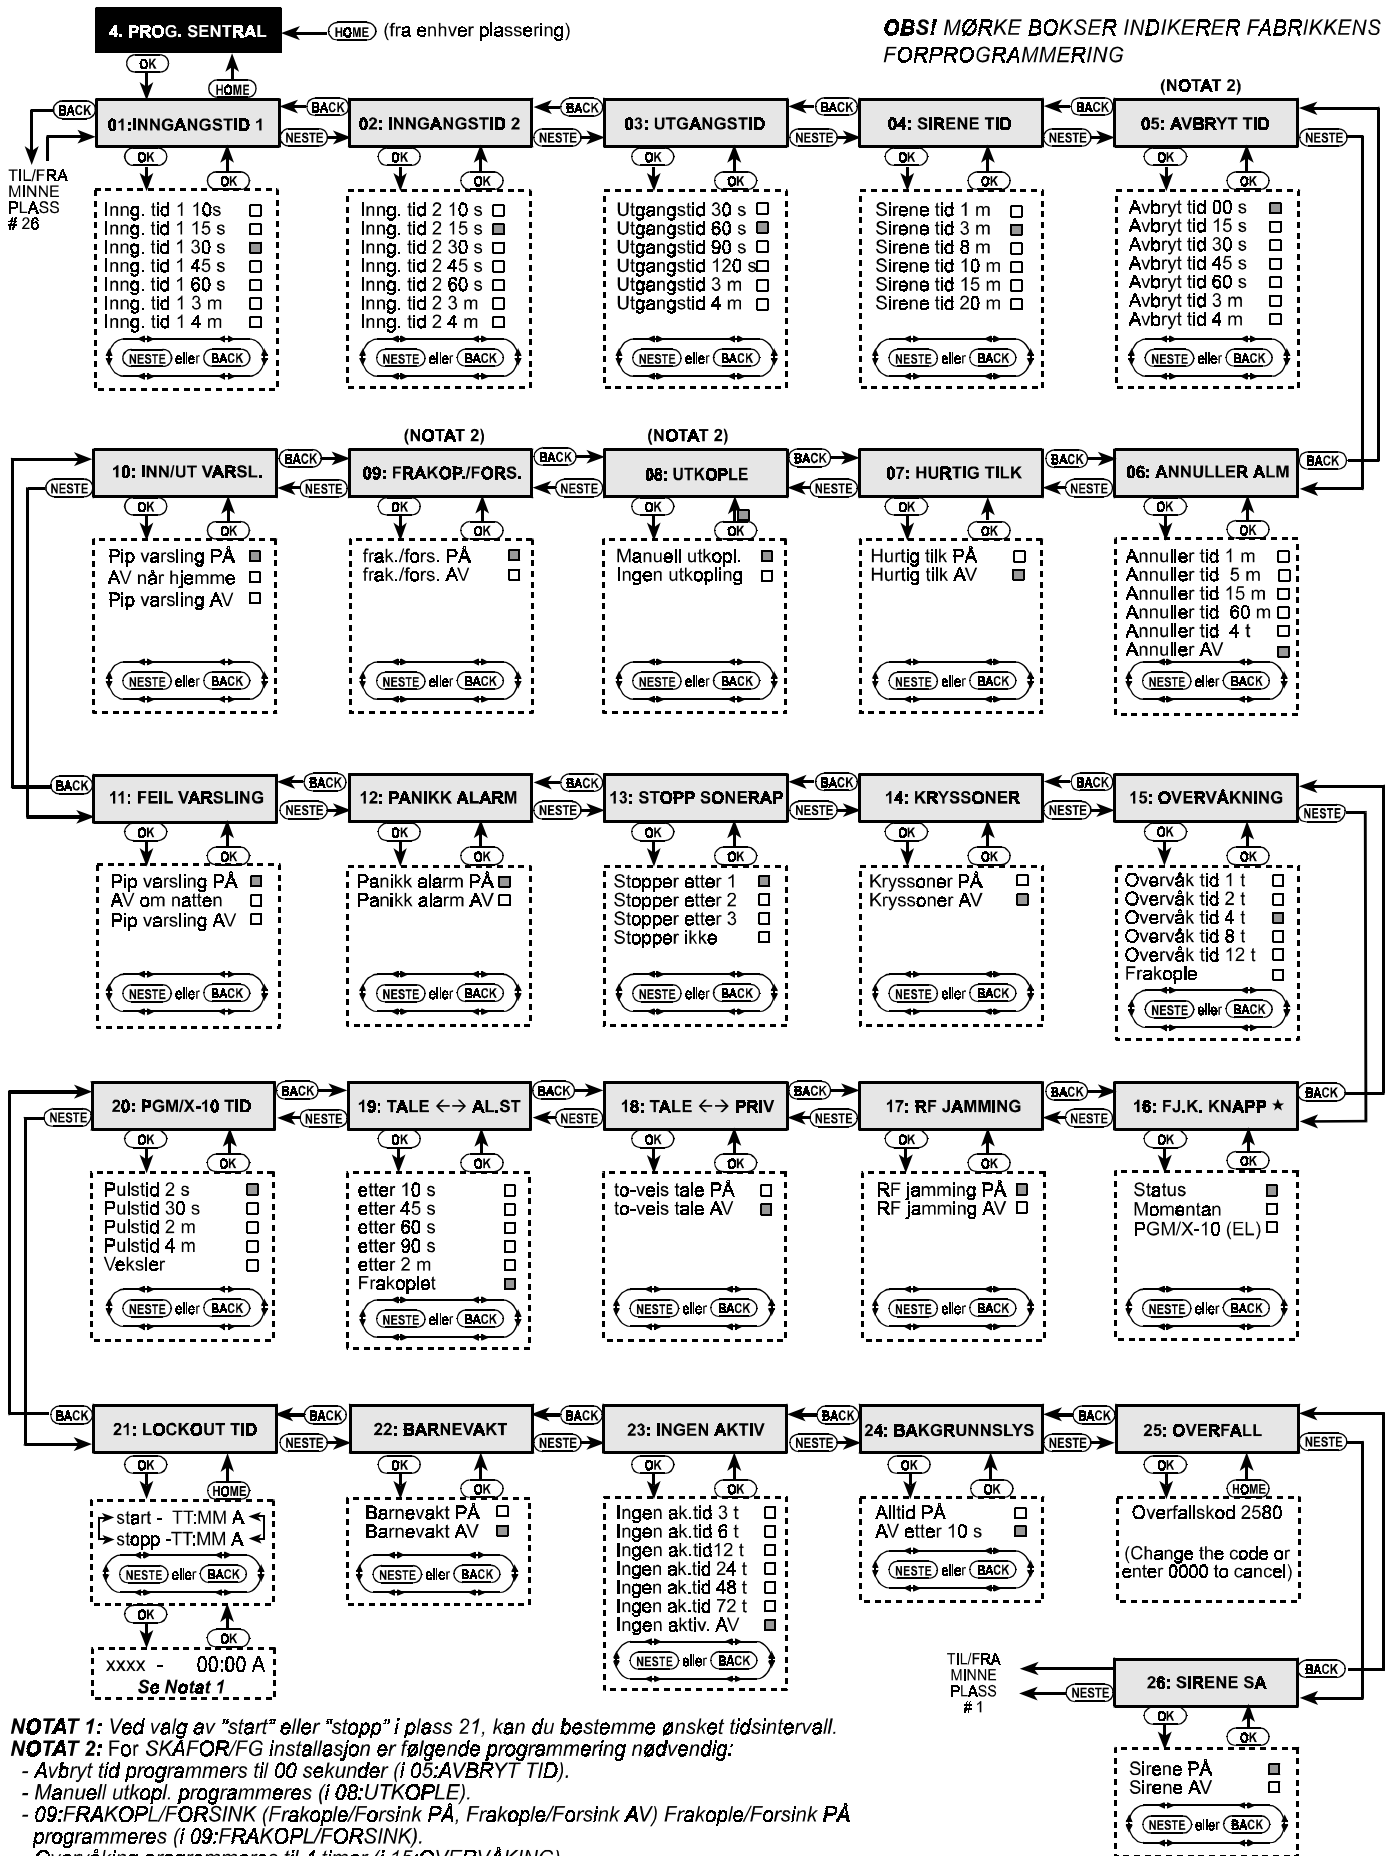 4. PROG. SENTRAL
HOME (fra enhver plassering)
OBS! MØRKE BOKSER INDIKERER FABRIKKENS
FORPROGRAMMERING
OK
HOME
(NOTAT 2)
BACK
01:INNGANGSTID 1
BACK
NESTE
02: INNGANGSTID 2
BACK
NESTE
03: UTGANGSTID
BACK
NESTE
04: SIRENE TID
BACK
NESTE
05: AVBRYT TID
NESTE
TIL/FRA
MINNE
PLASS
# 26
OK
OK
Inng. tid 1 10s
Inng. tid 1 15 s
Inng. tid 1 30 s
Inng. tid 1 45 s
Inng. tid 1 60 s
Inng. tid 1 3 m
Inng. tid 1 4 m
NESTE eller BACK
OK
OK
Inng. tid 2 10 s
Inng. tid 2 15 s
Inng. tid 2 30 s
Inng. tid 2 45 s
Inng. tid 2 60 s
Inng. tid 2 3 m
Inng. tid 2 4 m
NESTE eller BACK
OK
OK
Utgangstid 30 s
Utgangstid 60 s
Utgangstid 90 s
Utgangstid 120 s
Utgangstid 3 m
Utgangstid 4 m
NESTE eller BACK
OK
OK
Sirene tid 1 m
Sirene tid 3 m
Sirene tid 8 m
Sirene tid 10 m
Sirene tid 15 m
Sirene tid 20 m
NESTE eller BACK
OK
OK
Avbryt tid 00 s
Avbryt tid 15 s
Avbryt tid 30 s
Avbryt tid 45 s
Avbryt tid 60 s
Avbryt tid 3 m
Avbryt tid 4 m
NESTE eller BACK
(NOTAT 2)
(NOTAT 2)
NESTE
10: INN/UT VARSL.
BACK
NESTE
09: FRAKOP./FORS.
BACK
NESTE
08: UTKOPLE
BACK
NESTE
07: HURTIG TILK
BACK
NESTE
06: ANNULLER ALM
BACK
OK
OK
Pip varsling PÅ
AV når hjemme
Pip varsling AV
NESTE eller BACK
OK
OK
frak./fors. PÅ
frak./fors. AV
NESTE eller BACK
OK
OK
Manuell utkopl.
Ingen utkopling
NESTE eller BACK
OK
OK
Hurtig tilk PÅ
Hurtig tilk AV
NESTE eller BACK
OK
OK
Annuller tid 1 m
Annuller tid 5 m
Annuller tid 15 m
Annuller tid 60 m
Annuller tid 4 t
Annuller AV
NESTE eller BACK
BACK
11: FEIL VARSLING
BACK
NESTE
12: PANIKK ALARM
BACK
NESTE
13: STOPP SONERAP
BACK
NESTE
14: KRYSSONER
BACK
NESTE
15: OVERVÅKNING
NESTE
OK
OK
Pip varsling PÅ
AV om natten
Pip varsling AV
NESTE eller BACK
OK
OK
Panikk alarm PÅ
Panikk alarm AV
NESTE eller BACK
OK
OK
Stopper etter 1
Stopper etter 2
Stopper etter 3
Stopper ikke
NESTE eller BACK
OK
OK
Kryssoner PÅ
Kryssoner AV
NESTE eller BACK
OK
OK
Overvåk tid 1 t
Overvåk tid 2 t
Overvåk tid 4 t
Overvåk tid 8 t
Overvåk tid 12 t
Frakople
NESTE eller BACK
NESTE
20: PGM/X-10 TID
BACK
NESTE
19: TALE ←→ AL.ST
BACK
NESTE
18: TALE ←→ PRIV
BACK
NESTE
17: RF JAMMING
BACK
NESTE
16: FJ.K. KNAPP ★
BACK
OK
OK
Pulstid 2 s
Pulstid 30 s
Pulstid 2 m
Pulstid 4 m
Veksler
NESTE eller BACK
OK
OK
etter 10 s
etter 45 s
etter 60 s
etter 90 s
etter 2 m
Frakoplet
NESTE eller BACK
OK
OK
to-veis tale PÅ
to-veis tale AV
NESTE eller BACK
OK
OK
RF jamming PÅ
RF jamming AV
NESTE eller BACK
OK
OK
Status
Momentan
PGM/X-10 (EL)
NESTE eller BACK
BACK
21: LOCKOUT TID
BACK
NESTE
22: BARNEVAKT
BACK
NESTE
23: INGEN AKTIV
BACK
NESTE
24: BAKGRUNNSLYS
BACK
NESTE
25: OVERFALL
NESTE
OK
HOME
start - TT:MM A
stopp -TT:MM A
NESTE eller BACK
OK
OK
xxxx - 00:00 A
Se Notat 1
OK
OK
Barnevakt PÅ
Barnevakt AV
NESTE eller BACK
OK
OK
Ingen ak.tid 3 t
Ingen ak.tid 6 t
Ingen ak.tid12 t
Ingen ak.tid 24 t
Ingen ak.tid 48 t
Ingen ak.tid 72 t
Ingen aktiv. AV
NESTE eller BACK
OK
OK
Alltid PÅ
AV etter 10 s
NESTE eller BACK
OK
HOME
Overfallskod 2580
(Change the code or
enter 0000 to cancel)
TIL/FRA
MINNE
PLASS
# 1
NESTE
26: SIRENE SA
BACK
OK
OK
Sirene PÅ
Sirene AV
NESTE eller BACK
NOTAT 1: Ved valg av "start" eller "stopp" i plass 21, kan du bestemme ønsket tidsintervall.
NOTAT 2: For SKAFOR/FG installasjon er følgende programmering nødvendig:
- Avbryt tid programmers til 00 sekunder (i 05:AVBRYT TID).
- Manuell utkopl. programmeres (i 08:UTKOPLE).
- 09:FRAKOPL/FORSINK (Frakople/Forsink PÅ, Frakople/Forsink AV) Frakople/Forsink PÅ
programmeres (i 09:FRAKOPL/FORSINK).
- Overvåking programmeres til 4 timer (i 15:OVERVÅKING)